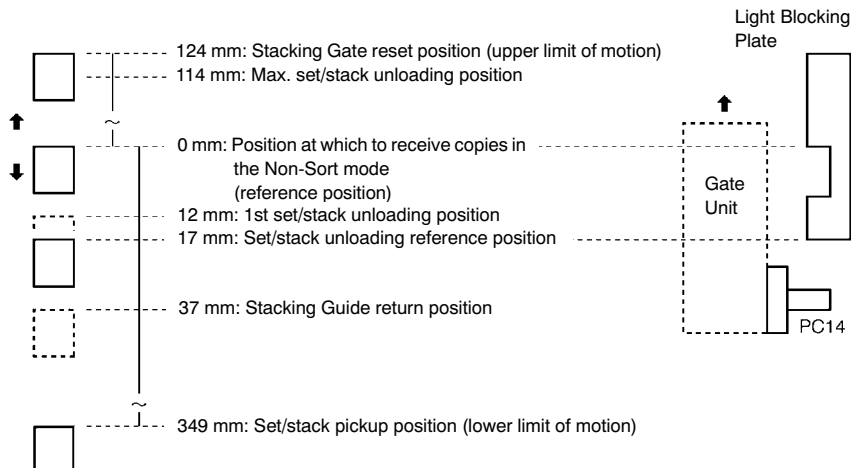 Light Blocking
Plate
124 mm: Stacking Gate reset position (upper limit of motion)
114 mm: Max. set/stack unloading position
0 mm: Position at which to receive copies in
the Non-Sort mode
(reference position)
Gate
Unit
12 mm: 1st set/stack unloading position
17 mm: Set/stack unloading reference position
37 mm: Stacking Guide return position
PC14
349 mm: Set/stack pickup position (lower limit of motion)